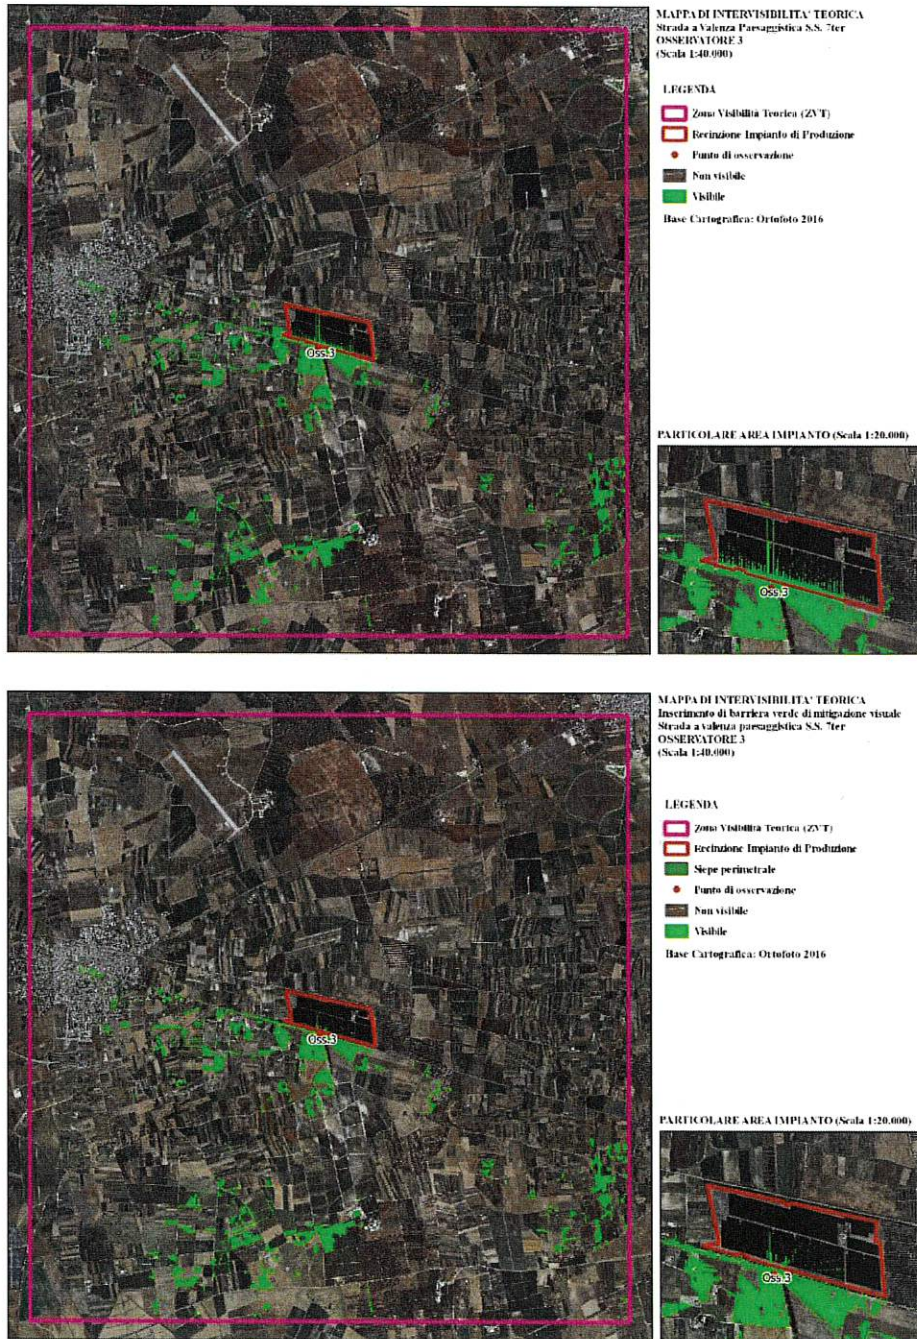 MAPPA DI INTERVISIBILITA' TEORICA
Strada a Valenza Paesaggistica S.S. 7ter
OSSERVATORE 3
(Scala 1:40.000)
LEGENDA
Zona Visibilità Teorica (ZVT)
Recinzione Impianto di Produzione
Punto di osservazione
Non visibile
Visibile
Base Cartografica: Ortofoto 2016
Oss.3
PARTICOLARE AREA IMPIANTO (Scala 1:20.000)
Oss.3
MAPPA DI INTERVISIBILITA' TEORICA
Inserimento di barriera verde di mitigazione visuale
Strada a valenza paesaggistica S.S. 7ter
OSSERVATORE 3
(Scala 1:40.000)
LEGENDA
Zona Visibilità Teorica (ZVT)
Recinzione Impianto di Produzione
Siepe perimetrale
Punto di osservazione
Non visibile
Visibile
Base Cartografica: Ortofoto 2016
Oss.3
PARTICOLARE AREA IMPIANTO (Scala 1:20.000)
Oss.3